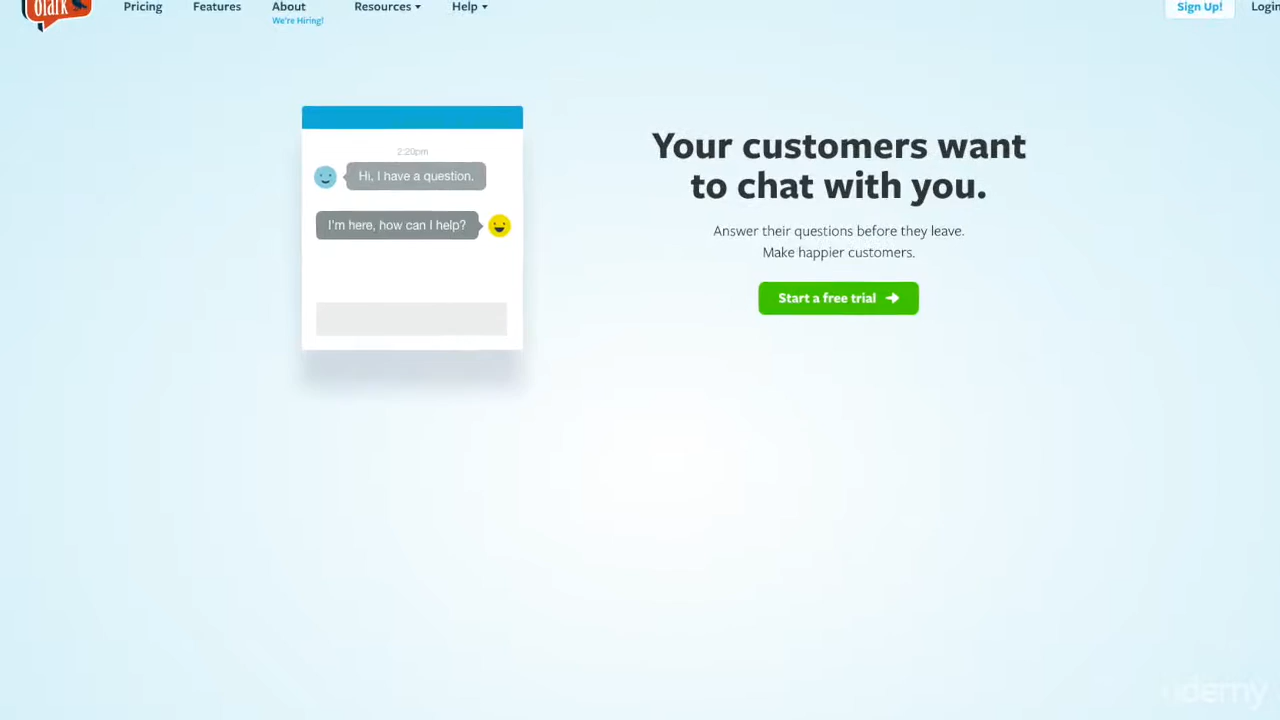 olark
Pricing
Features
About
We're Hiring!
Resources
Help
Sign Up!
Login
2:20pm
Hi, I have a question.
I'm here, how can I help?
Your customers want
to chat with you.
Answer their questions before they leave.
Make happier customers.
Start a free trial
udemy